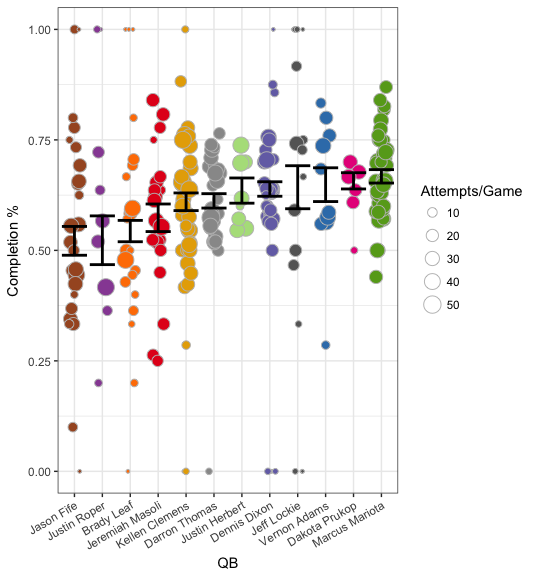 1.00
0.75
0.50
0.25
0.00
Completion %
Jason Fife
Justin Roper
Brady Leaf
Jeremiah Masoli
Kellen Clemens
Darron Thomas
Justin Herbert
Dennis Dixon
Jeff Lockie
Vernon Adams
Dakota Prukop
Marcus Mariota
QB
Attempts/Game
10
20
30
40
50